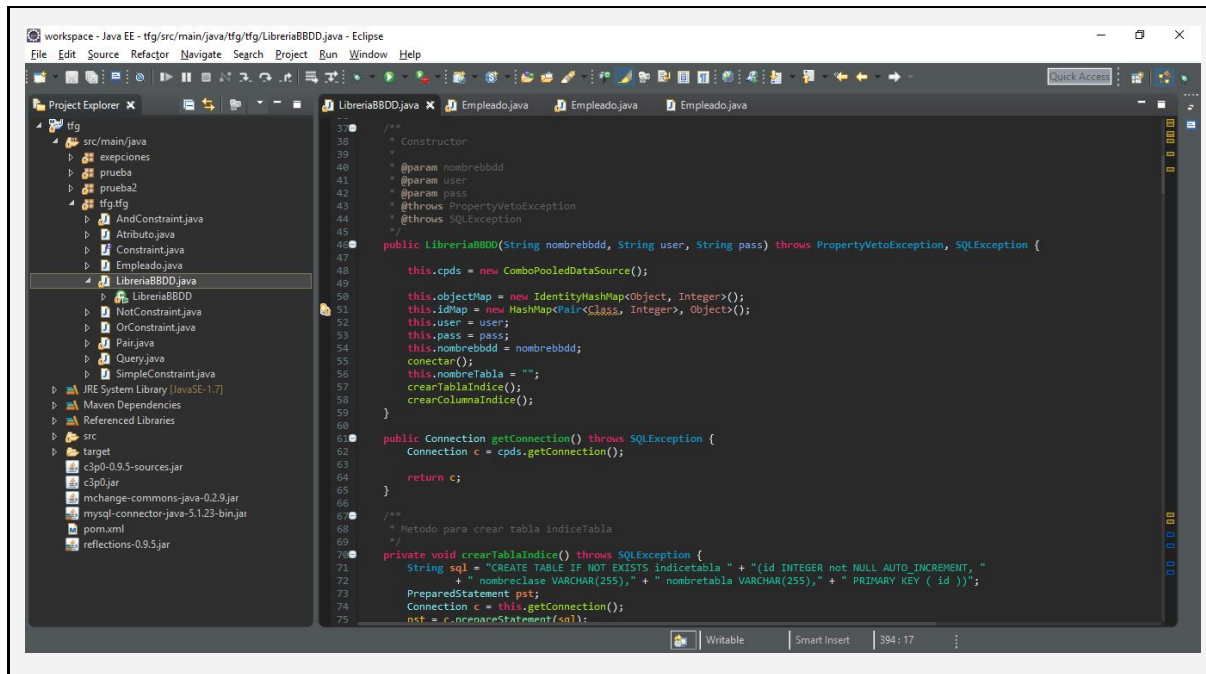 workspace - Java EE - tfg/src/main/java/tfg/tfg/LibreriaBBDD.java - Eclipse
File Edit Source Refactor Navigate Search Project Run Window Help
Quick Access
Project Explorer
LibreriaBBDD.java Empleado.java Empleado.java Empleado.java
tfg
src/main/java
exepciones
prueba
prueba2
tfg.tfg
AndConstraint.java
Atributo.java
Constraint.java
Empleado.java
LibreriaBBDD.java
LibreriaBBDD
NotConstraint.java
OrConstraint.java
Pair.java
Query.java
SimpleConstraint.java
JRE System Library [JavaSE-1.7]
Maven Dependencies
Referenced Libraries
src
target
c3p0-0.9.5-sources.jar
c3p0.jar
mchange-commons-java-0.2.9.jar
mysql-connector-java-5.1.23-bin.jar
pom.xml
reflections-0.9.5.jar
37 /**
38 * Constructor
39 *
40 * @param nombrebbdd
41 * @param user
42 * @param pass
43 * @throws PropertyVetoException
44 * @throws SQLException
45 */
46 public LibreriaBBDD(String nombrebbdd, String user, String pass) throws PropertyVetoException, SQLException {
47
48 this.cpds = new ComboPooledDataSource();
49
50 this.objectMap = new IdentityHashMap<Object, Integer>();
51 this.idMap = new HashMap<Pair<Class, Integer>, Object>();
52 this.user = user;
53 this.pass = pass;
54 this.nombrebbdd = nombrebbdd;
55 conectar();
56 this.nombreTabla = "";
57 crearTablaIndice();
58 crearColumnaIndice();
59 }
60
61 public Connection getConnection() throws SQLException {
62 Connection c = cpds.getConnection();
63
64 return c;
65 }
66
67 /**
68 * Metodo para crear tabla indiceTabla
69 */
70 private void crearTablaIndice() throws SQLException {
71 String sql = "CREATE TABLE IF NOT EXISTS indicetabla " + "(id INTEGER not NULL AUTO_INCREMENT, "
72 + " nombreclase VARCHAR(255)," + " nombretabla VARCHAR(255)," + " PRIMARY KEY ( id ))";
73 PreparedStatement pst;
74 Connection c = this.getConnection();
75 pst = c.prepareStatement(sql);
Writable Smart Insert 394 : 17